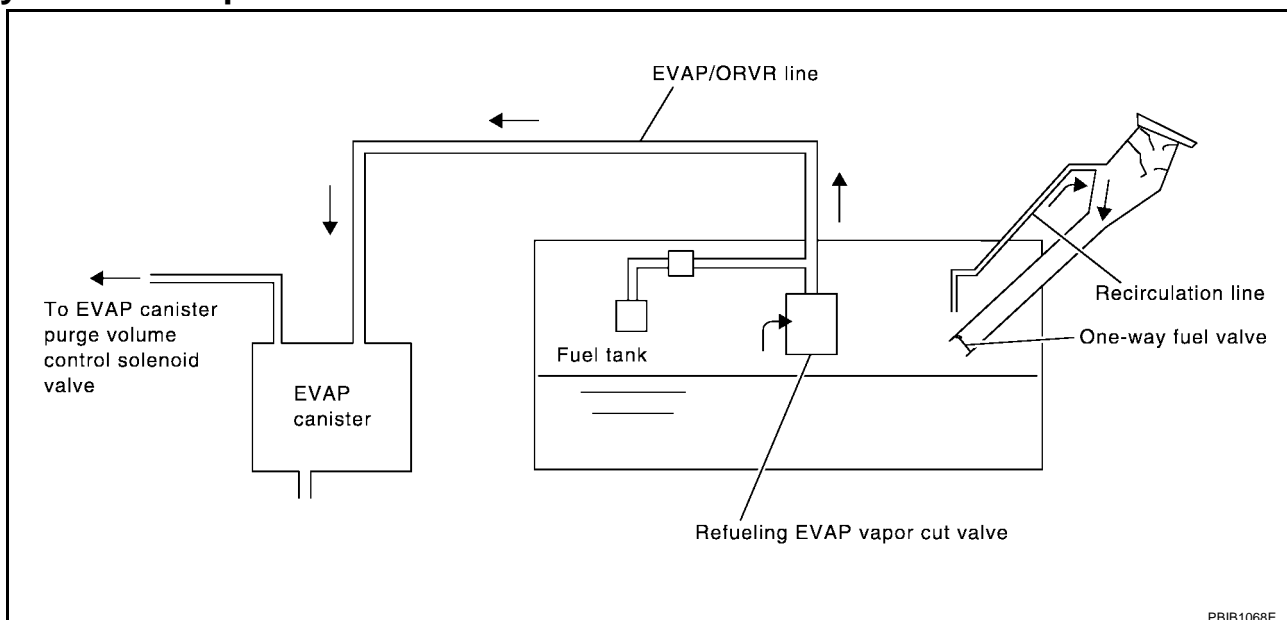 EVAP/ORVR line
Recirculation line
One-way fuel valve
To EVAP canister
purge volume
control solenoid
valve
Fuel tank
EVAP
canister
Refueling EVAP vapor cut valve
PBIB1068E